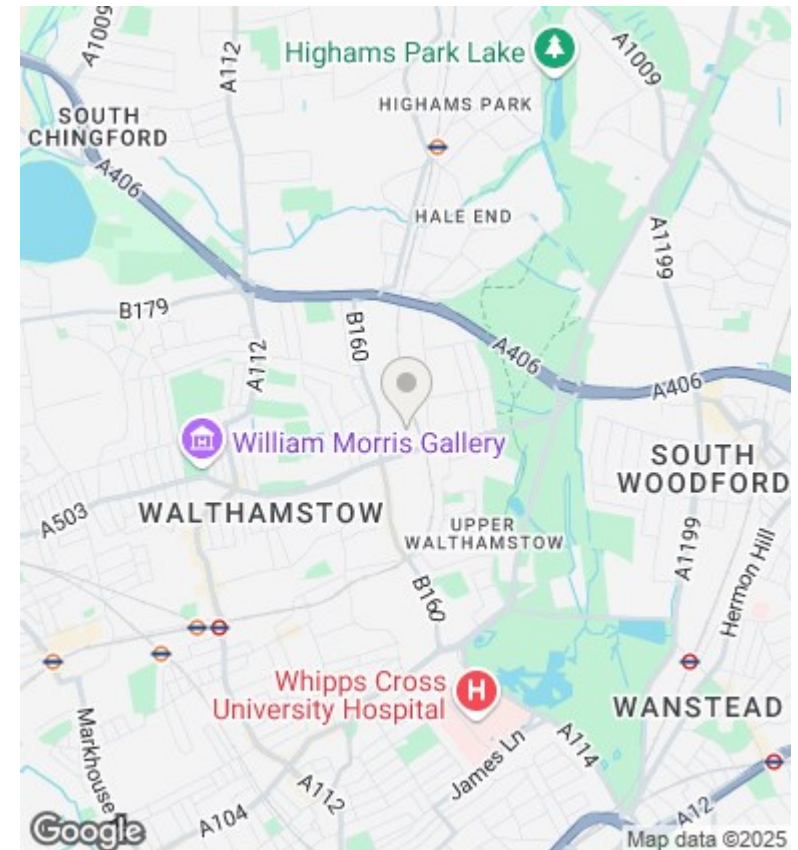 A1009
A112
Highams Park Lake
A1009
HIGHAMS PARK
SOUTH
CHINGFORD
A406
HALE END
A1199
B179
B160
A112
A406
A406
William Morris Gallery
SOUTH
WOODFORD
A503
WALTHAMSTOW
UPPER
WALTHAMSTOW
A1199
Hermon Hill
B160
H
Whipps Cross
University Hospital
WANSTEAD
Markhouse
James Ln
A114
A112
A104
A12
Google
Map data ©2025